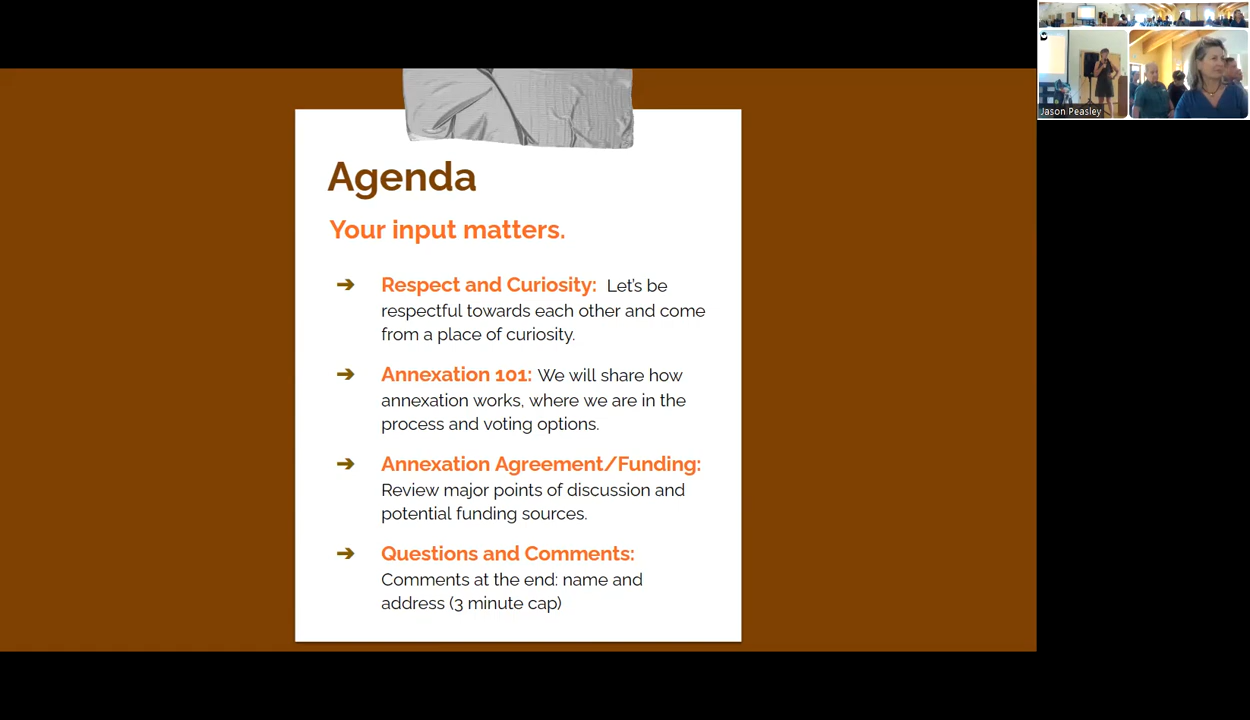 Agenda
Your input matters.
➔ Respect and Curiosity: Let's be
respectful towards each other and come
from a place of curiosity.
➔ Annexation 101: We will share how
annexation works, where we are in the
process and voting options.
➔ Annexation Agreement/Funding:
Review major points of discussion and
potential funding sources.
➔ Questions and Comments:
Comments at the end: name and
address (3 minute cap)
Jason Peasley